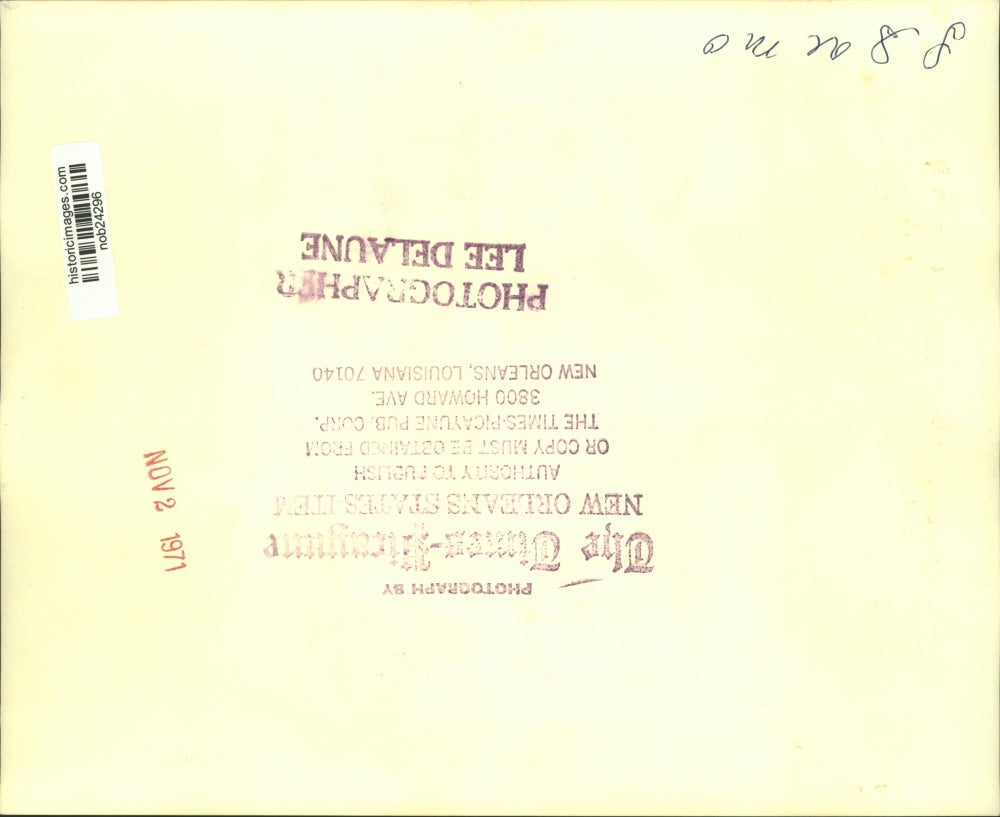 PHOTOGRAPH BY
The Times-Picayune
NEW ORLEANS STATES-ITEM
AUTHORITY TO PUBLISH
OR COPY MUST BE OBTAINED FROM
THE TIMES-PICAYUNE PUB. CORP.
3800 HOWARD AVE.
NEW ORLEANS, LOUISIANA 70140
PHOTOGRAPHER
LEE DELAUNE
NOV 2 1971
historicimages.com
nob24296